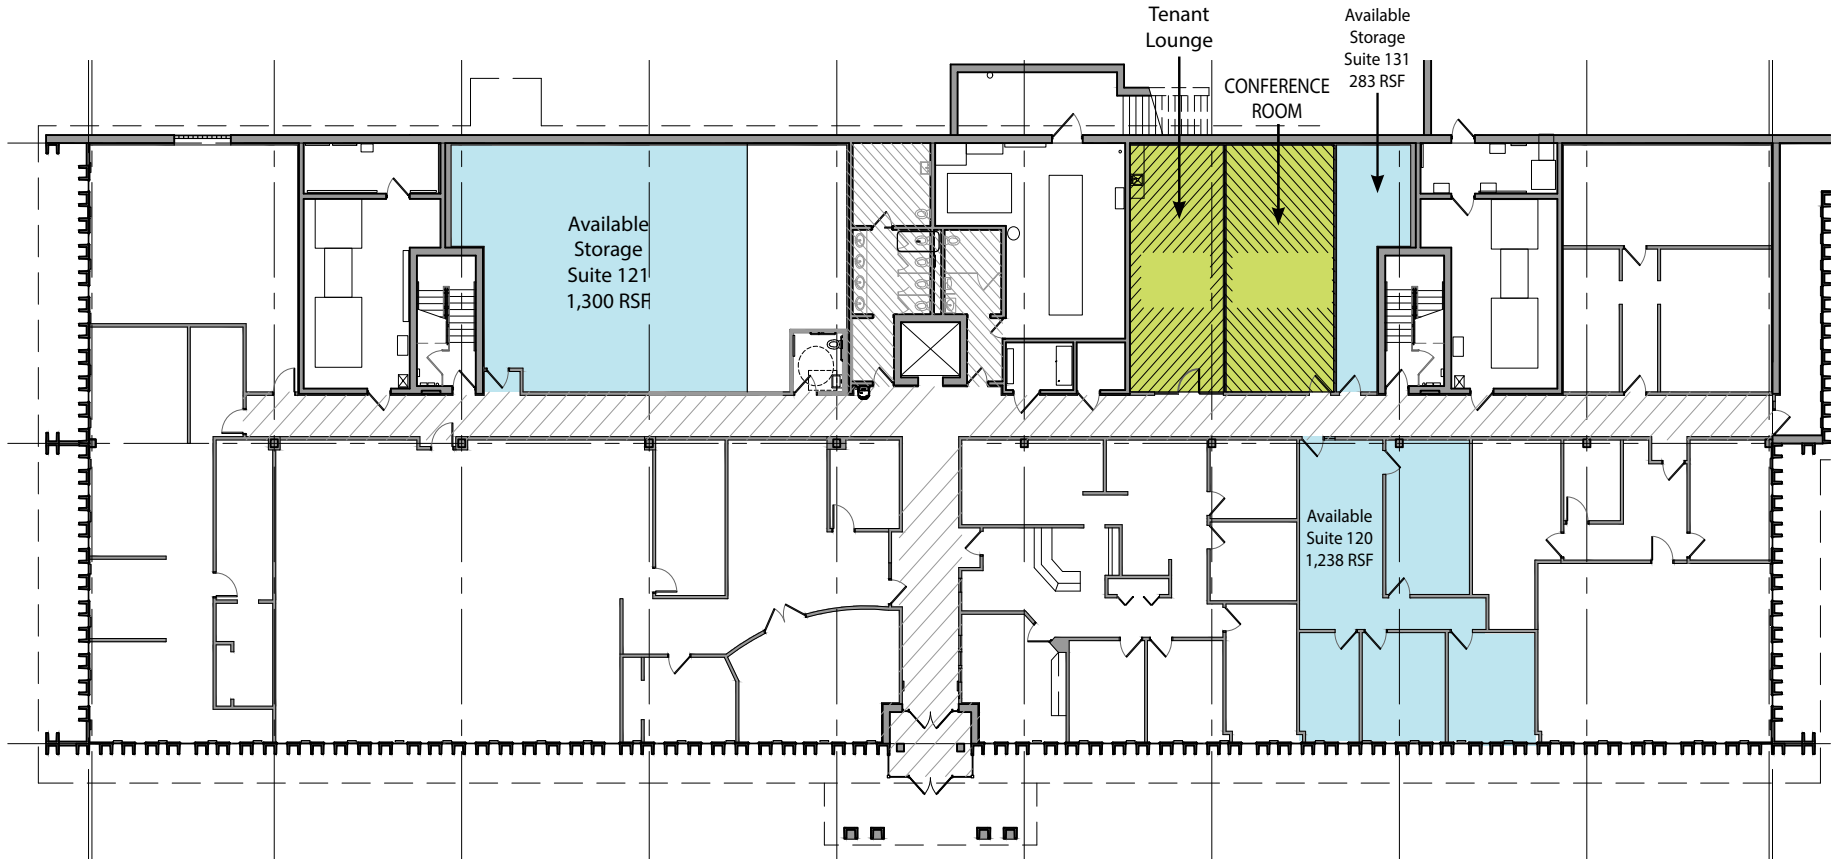 Tenant
Lounge
CONFERENCE
ROOM
Available
Storage
Suite 131
283 RSF
Available
Storage
Suite 121
1,300 RSF
Available
Suite 120
1,238 RSF